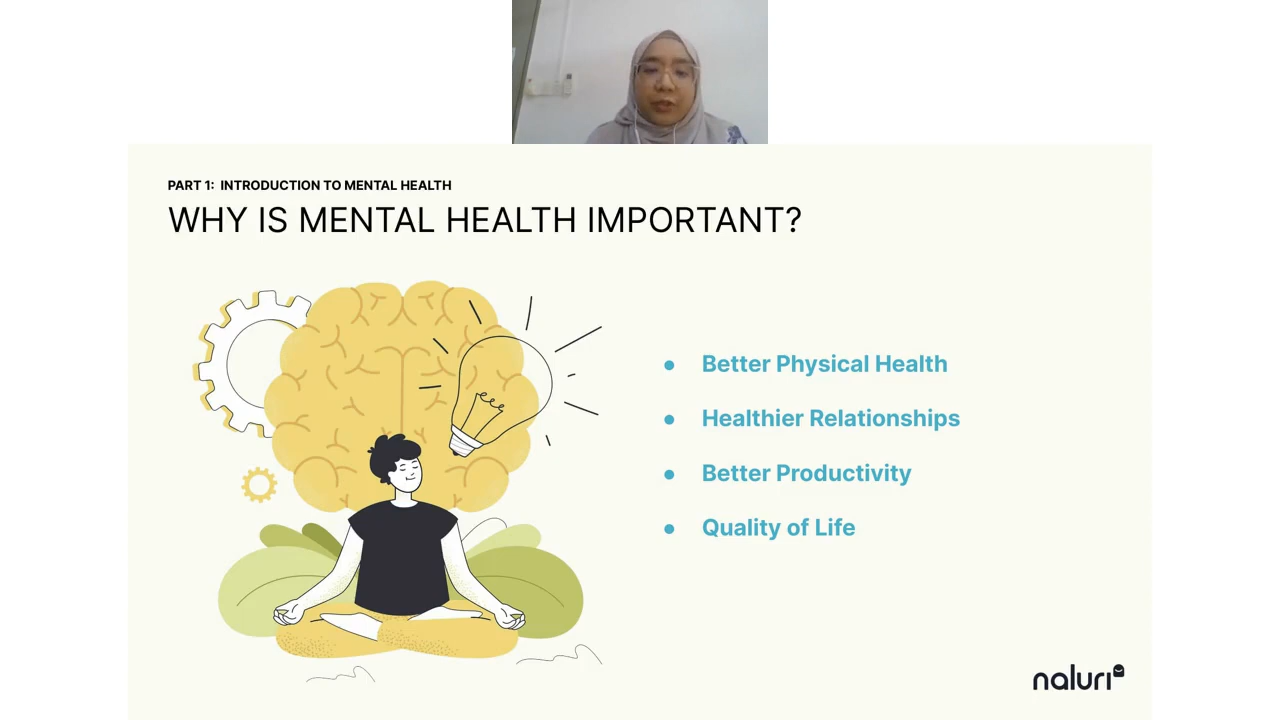 PART 1: INTRODUCTION TO MENTAL HEALTH
WHY IS MENTAL HEALTH IMPORTANT?
● Better Physical Health
● Healthier Relationships
● Better Productivity
● Quality of Life
naluri